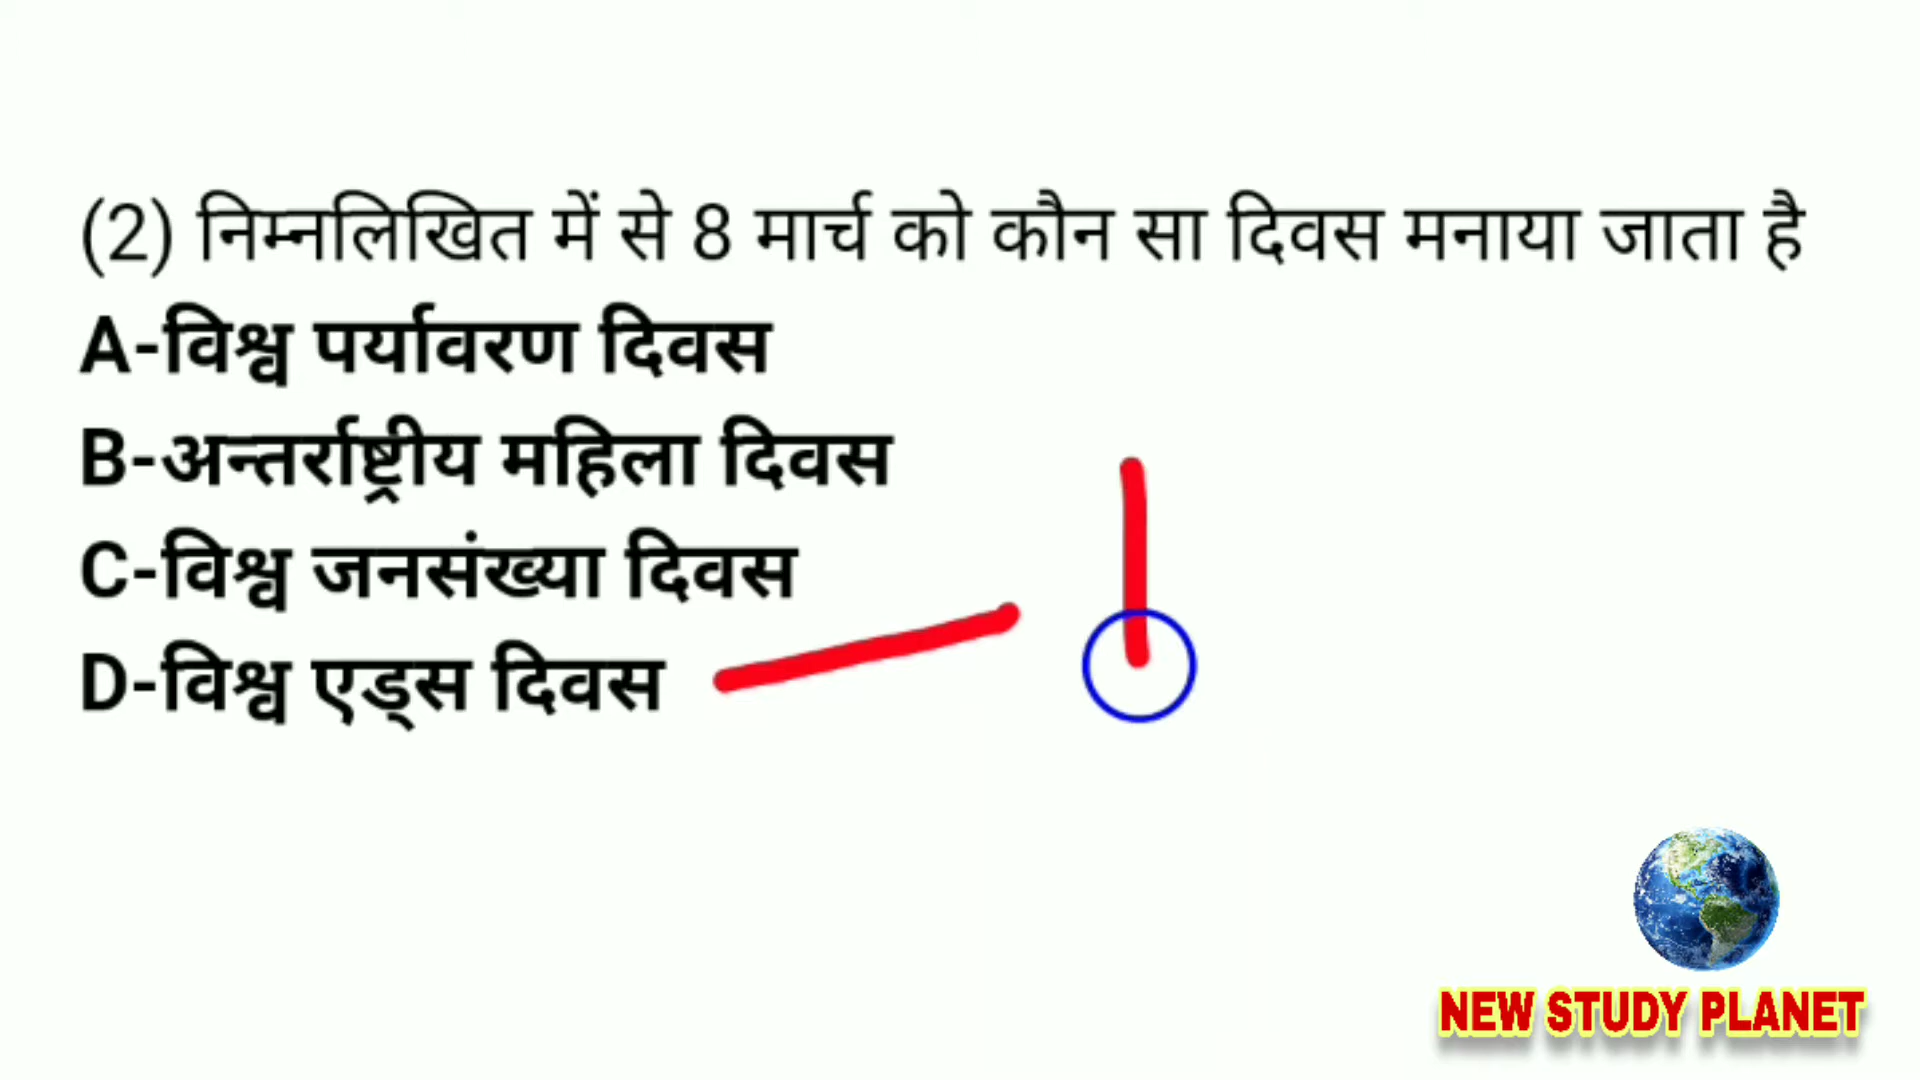 (2) निम्नलिखित में से 8 मार्च को कौन सा दिवस मनाया जाता है
A-विश्व पर्यावरण दिवस
B-अन्तर्राष्ट्रीय महिला दिवस
C-विश्व जनसंख्या दिवस
D-विश्व एड्स दिवस
NEW STUDY PLANET